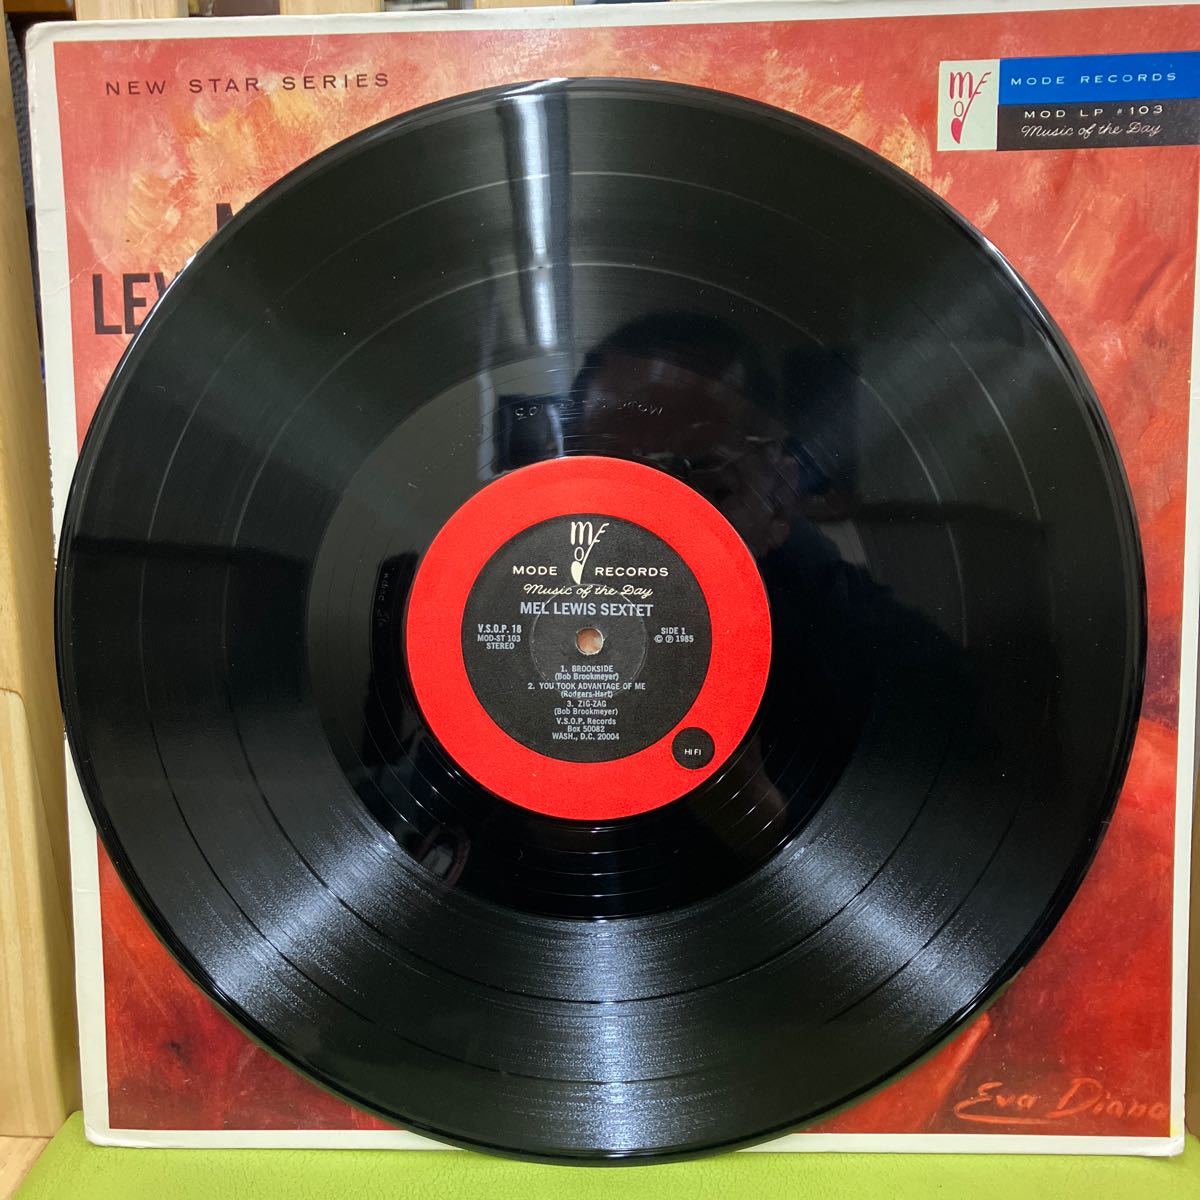 NEW STAR SERIES
MODE RECORDS
MOD LP #103
Music of the Day
MODE RECORDS
Music of the Day
MEL LEWIS SEXTET
V.S.O.P. 18
MOD-ST 103
STEREO
SIDE 1
© ℗ 1985
1. BROOKSIDE
(Bob Brookmeyer)
2. YOU TOOK ADVANTAGE OF ME
(Rodgers-Hart)
3. ZIG-ZAG
(Bob Brookmeyer)
V.S.O.P. Records
Box 50082
WASH., D.C. 20004
HI FI
Eva Diana